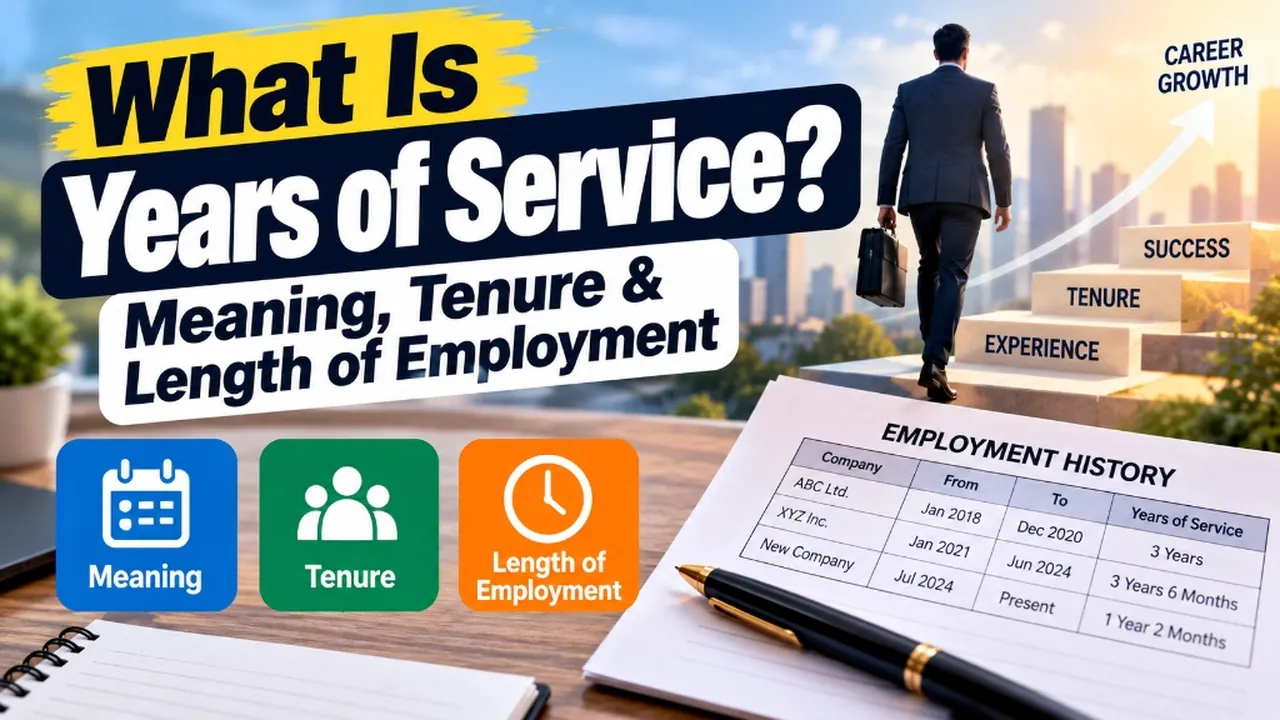 What Is
Years of Service?
Meaning, Tenure &
Length of Employment
CAREER
GROWTH
SUCCESS
TENURE
EXPERIENCE
Meaning
Tenure
Length of
Employment
EMPLOYMENT HISTORY
Company From To Years of Service
ABC Ltd. Jan 2018 Dec 2020 3 Years
XYZ Inc. Jan 2021 Jun 2024 3 Years 6 Months
New Company Jul 2024 Present 1 Year 2 Months